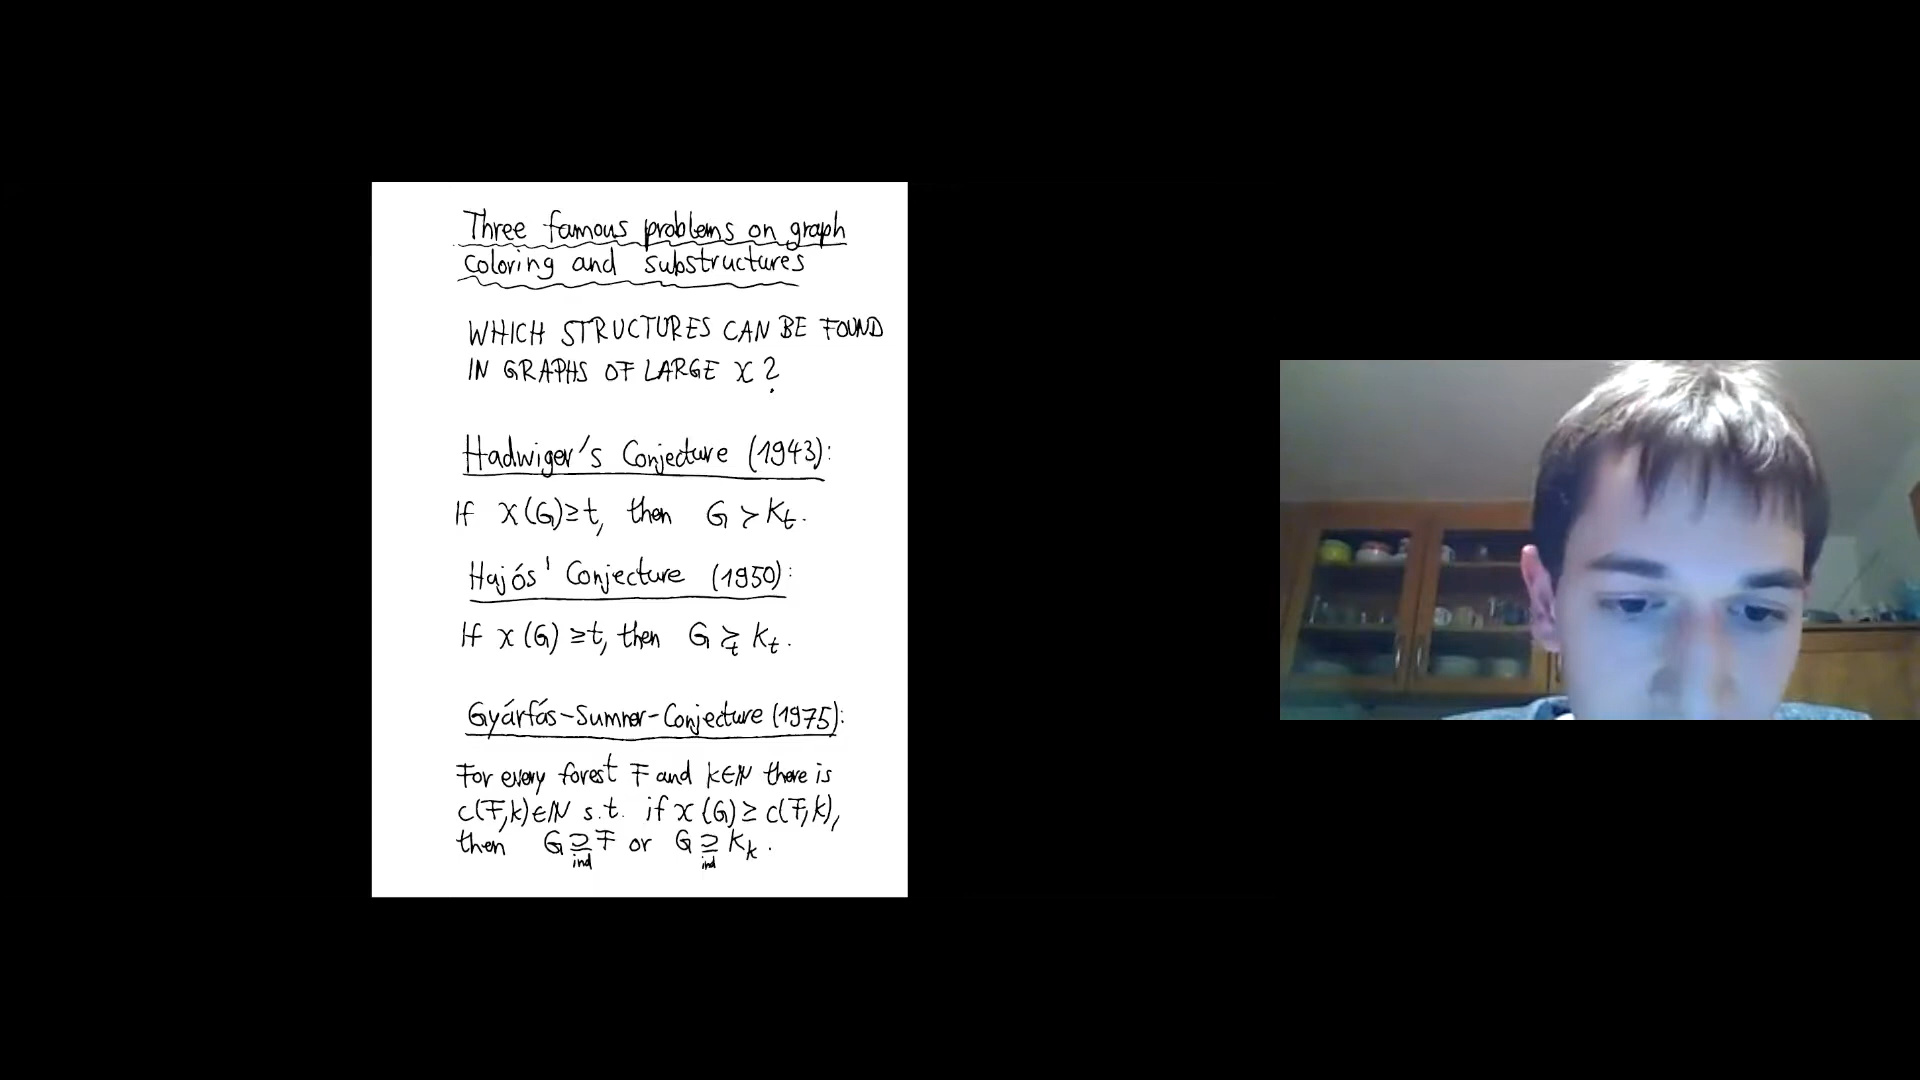 Three famous problems on graph
coloring and substructures
WHICH STRUCTURES CAN BE FOUND
IN GRAPHS OF LARGE χ?
Hadwiger's Conjecture (1943):
If χ(G)≥t, then G ≻ K_t.
Hajós' Conjecture (1950):
If χ(G) ≥t, then G ≽_t K_t.
Gyárfás-Sumner-Conjecture (1975):
For every forest F and k∈ℕ there is
c(F,k)∈ℕ s.t. if χ(G) ≥ c(F,k),
then G ⊇_ind F or G ⊇_ind K_k.